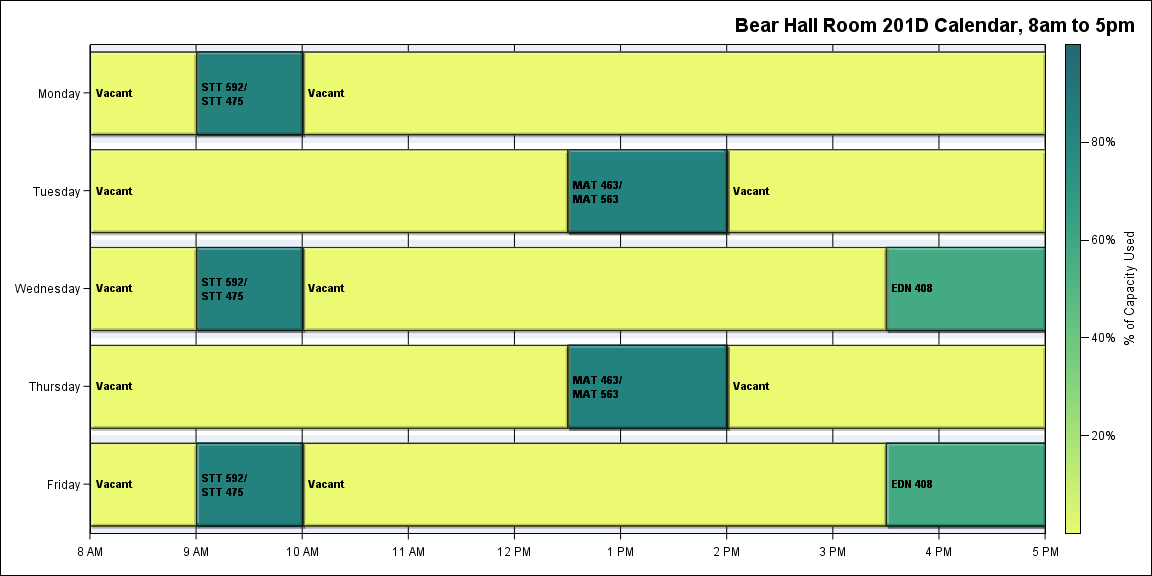 Bear Hall Room 201D Calendar, 8am to 5pm
Monday
Vacant
STT 592/
STT 475
Vacant
Tuesday
Vacant
MAT 463/
MAT 563
Vacant
Wednesday
Vacant
STT 592/
STT 475
Vacant
EDN 408
Thursday
Vacant
MAT 463/
MAT 563
Vacant
Friday
Vacant
STT 592/
STT 475
Vacant
EDN 408
8 AM
9 AM
10 AM
11 AM
12 PM
1 PM
2 PM
3 PM
4 PM
5 PM
80%
60%
40%
20%
% of Capacity Used